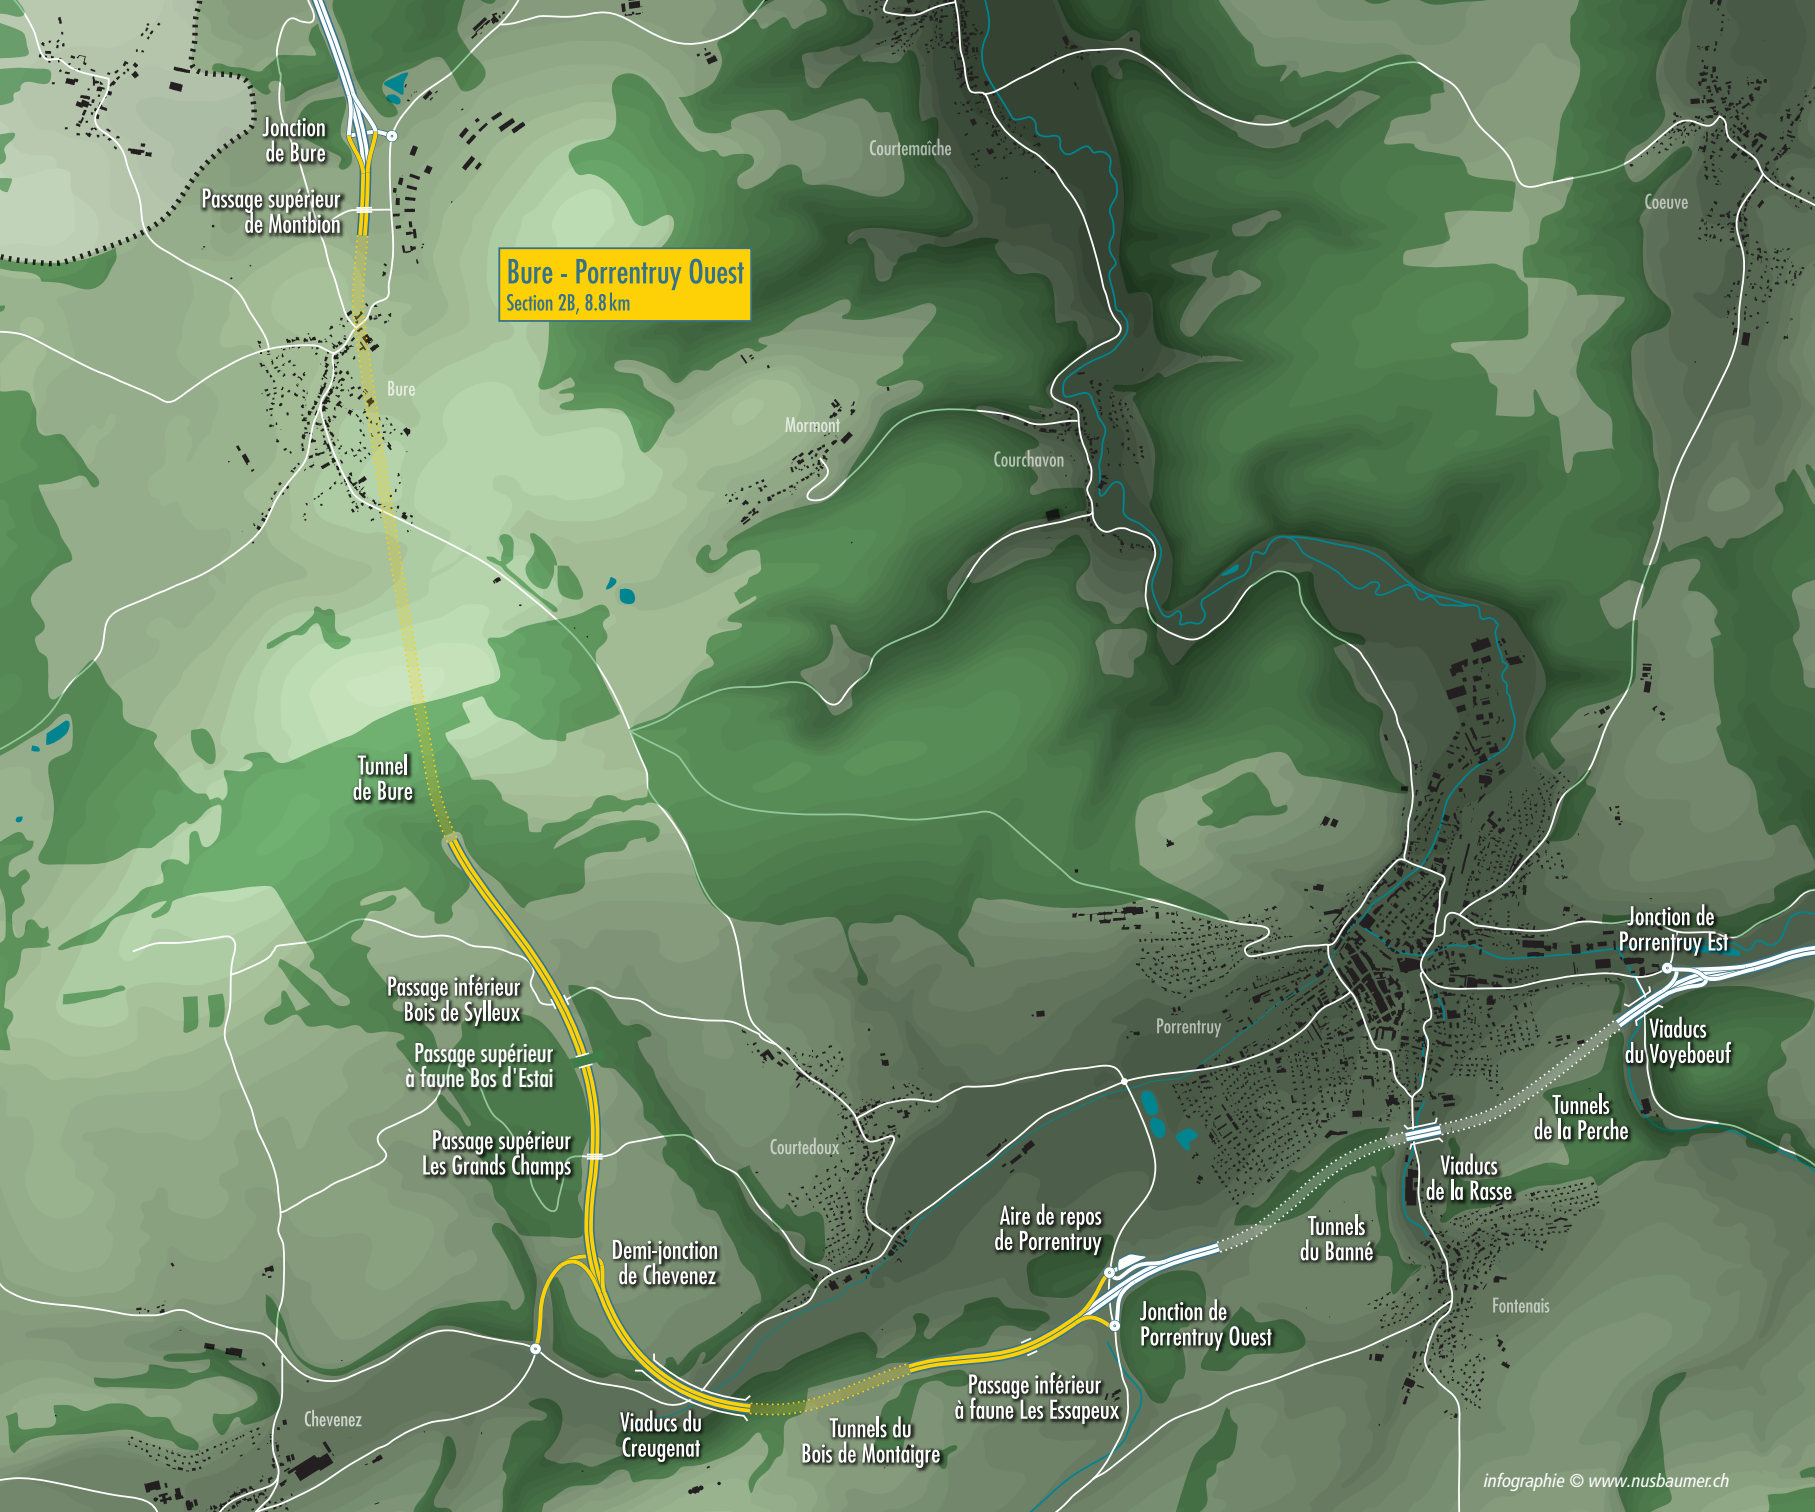 Jonction
de Bure
Passage supérieur
de Montbion
Bure - Porrentruy Ouest
Section 2B, 8.8 km
Courtemaîche
Coeuve
Bure
Mormont
Courchavon
Tunnel
de Bure
Jonction de
Porrentruy Est
Passage inférieur
Bois de Sylleux
Passage supérieur
à faune Bos d'Estai
Porrentruy
Viaducs
du Voyeboeuf
Passage supérieur
Les Grands Champs
Courtedoux
Tunnels
de la Perche
Viaducs
de la Rasse
Aire de repos
de Porrentruy
Tunnels
du Banné
Demi-jonction
de Chevenez
Jonction de
Porrentruy Ouest
Fontenais
Passage inférieur
à faune Les Essapeux
Chevenez
Viaducs du
Creugenat
Tunnels du
Bois de Montaigre
infographie © www.nusbaumer.ch